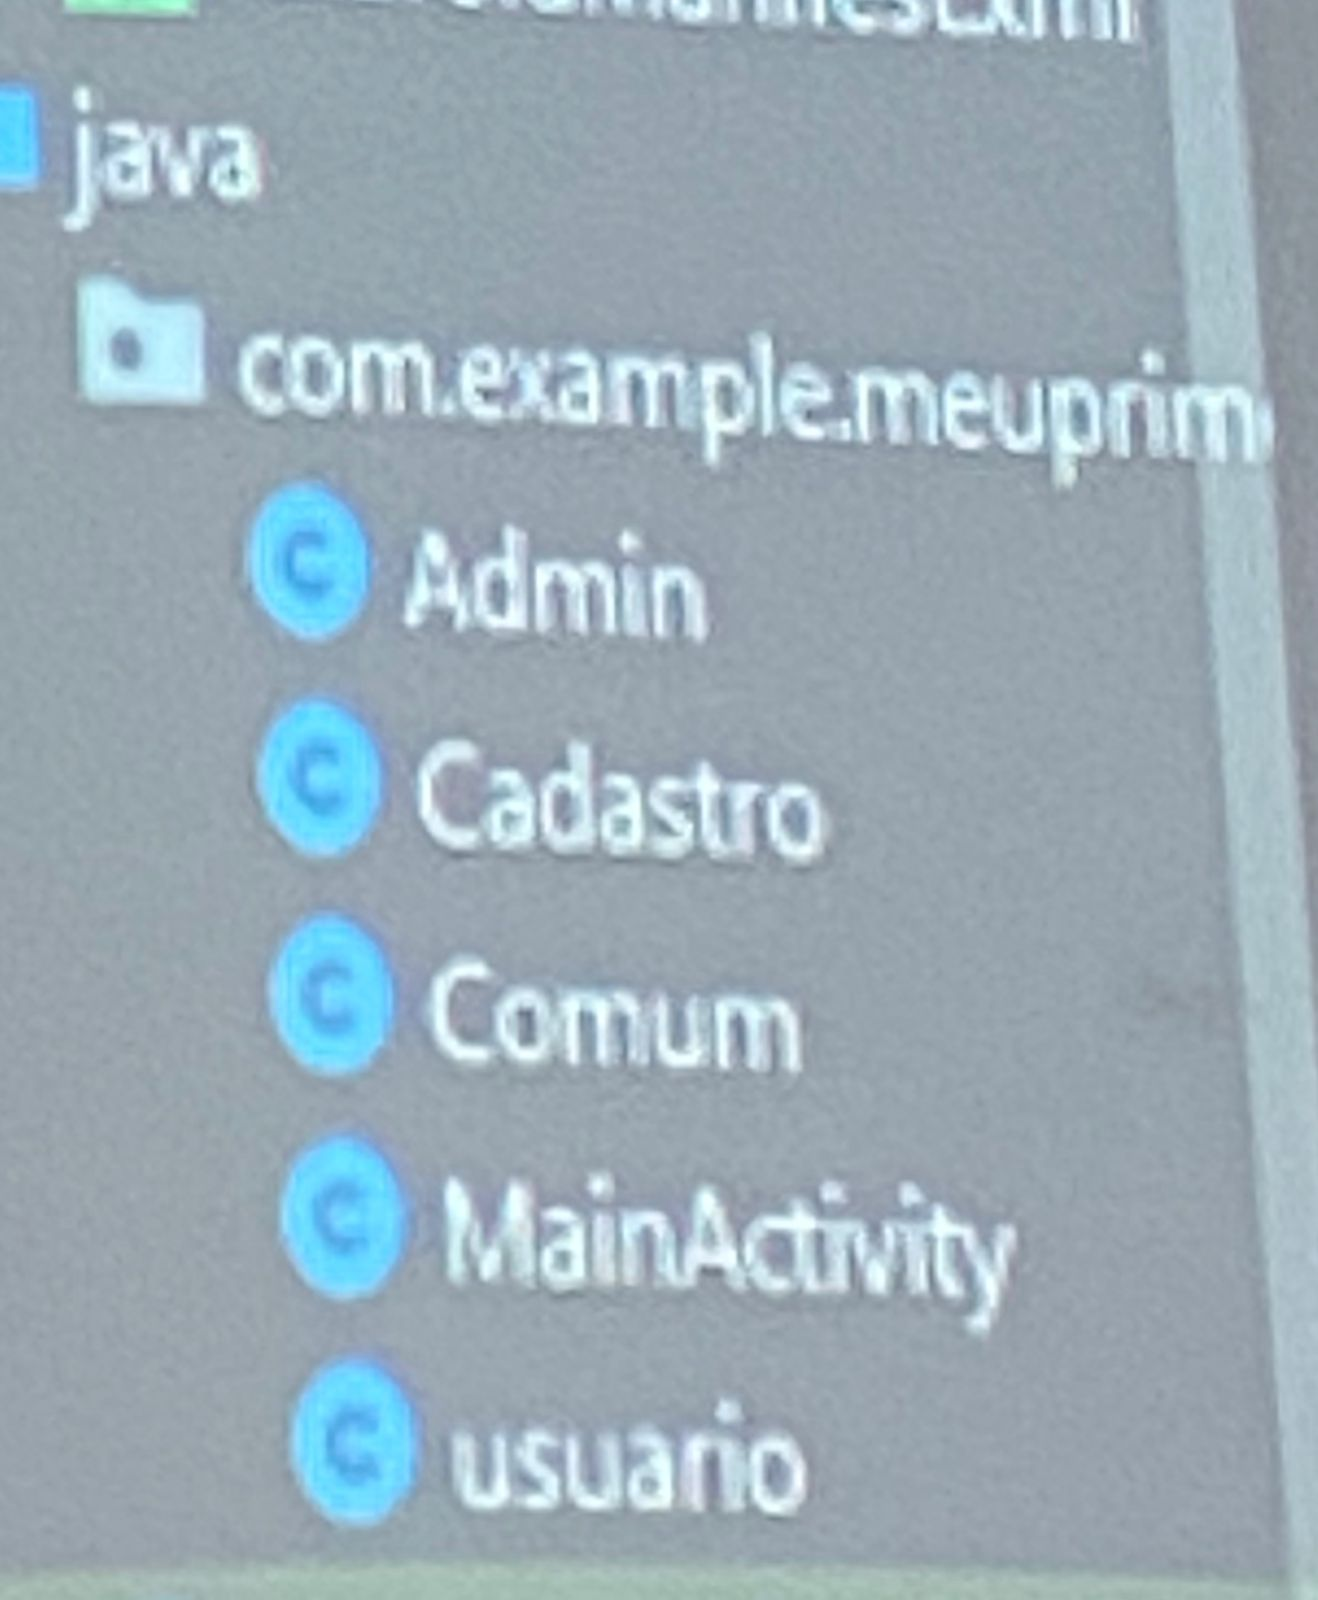 java
com.example.meuprim
Admin
Cadastro
Comum
MainActivity
usuario